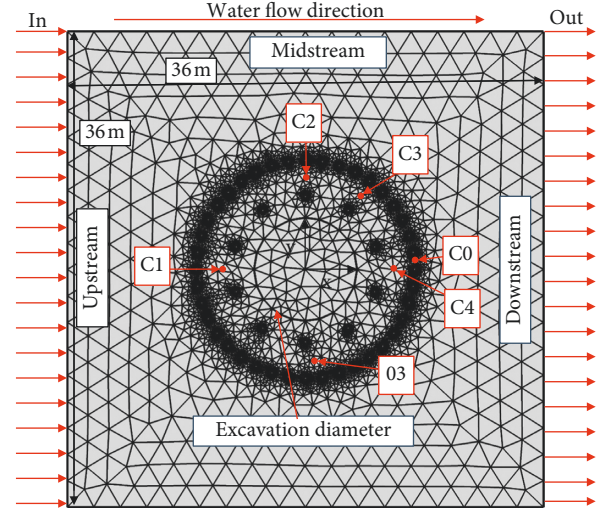 Water flow direction
In
Out
Midstream
36 m
36 m
C2
C3
C1
C0
C4
Upstream
Downstream
03
Excavation diameter